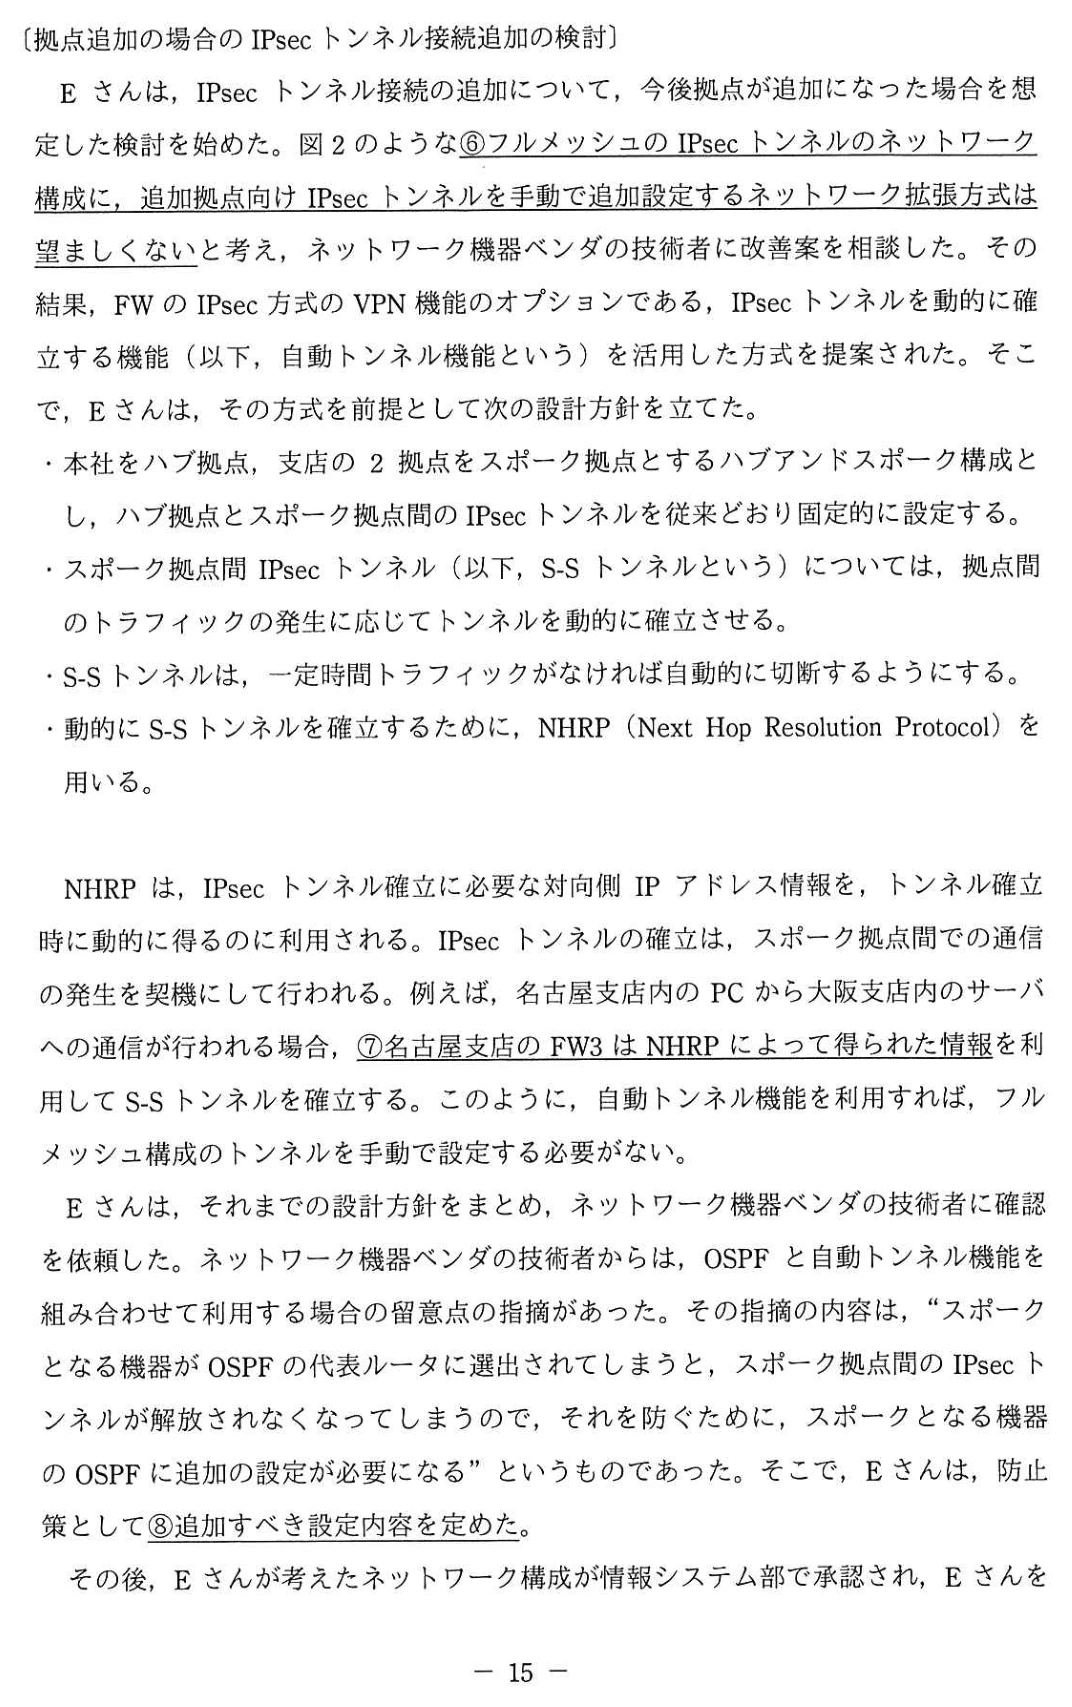 〔拠点追加の場合の IPsec トンネル接続追加の検討〕
E さんは，IPsec トンネル接続の追加について，今後拠点が追加になった場合を想
定した検討を始めた。図 2 のような⑥フルメッシュの IPsec トンネルのネットワーク
構成に，追加拠点向け IPsec トンネルを手動で追加設定するネットワーク拡張方式は
望ましくないと考え，ネットワーク機器ベンダの技術者に改善案を相談した。その
結果，FW の IPsec 方式の VPN 機能のオプションである，IPsec トンネルを動的に確
立する機能（以下，自動トンネル機能という）を活用した方式を提案された。そこ
で，E さんは，その方式を前提として次の設計方針を立てた。
・本社をハブ拠点，支店の 2 拠点をスポーク拠点とするハブアンドスポーク構成と
し，ハブ拠点とスポーク拠点間の IPsec トンネルを従来どおり固定的に設定する。
・スポーク拠点間 IPsec トンネル（以下，S-S トンネルという）については，拠点間
のトラフィックの発生に応じてトンネルを動的に確立させる。
・S-S トンネルは，一定時間トラフィックがなければ自動的に切断するようにする。
・動的に S-S トンネルを確立するために，NHRP（Next Hop Resolution Protocol）を
用いる。
NHRP は，IPsec トンネル確立に必要な対向側 IP アドレス情報を，トンネル確立
時に動的に得るのに利用される。IPsec トンネルの確立は，スポーク拠点間での通信
の発生を契機にして行われる。例えば，名古屋支店内の PC から大阪支店内のサーバ
への通信が行われる場合，⑦名古屋支店の FW3 は NHRP によって得られた情報を利
用して S-S トンネルを確立する。このように，自動トンネル機能を利用すれば，フル
メッシュ構成のトンネルを手動で設定する必要がない。
E さんは，それまでの設計方針をまとめ，ネットワーク機器ベンダの技術者に確認
を依頼した。ネットワーク機器ベンダの技術者からは，OSPF と自動トンネル機能を
組み合わせて利用する場合の留意点の指摘があった。その指摘の内容は，“スポーク
となる機器が OSPF の代表ルータに選出されてしまうと，スポーク拠点間の IPsec ト
ンネルが解放されなくなってしまうので，それを防ぐために，スポークとなる機器
の OSPF に追加の設定が必要になる” というものであった。そこで，E さんは，防止
策として⑧追加すべき設定内容を定めた。
その後，E さんが考えたネットワーク構成が情報システム部で承認され，E さんを
－ 15 －